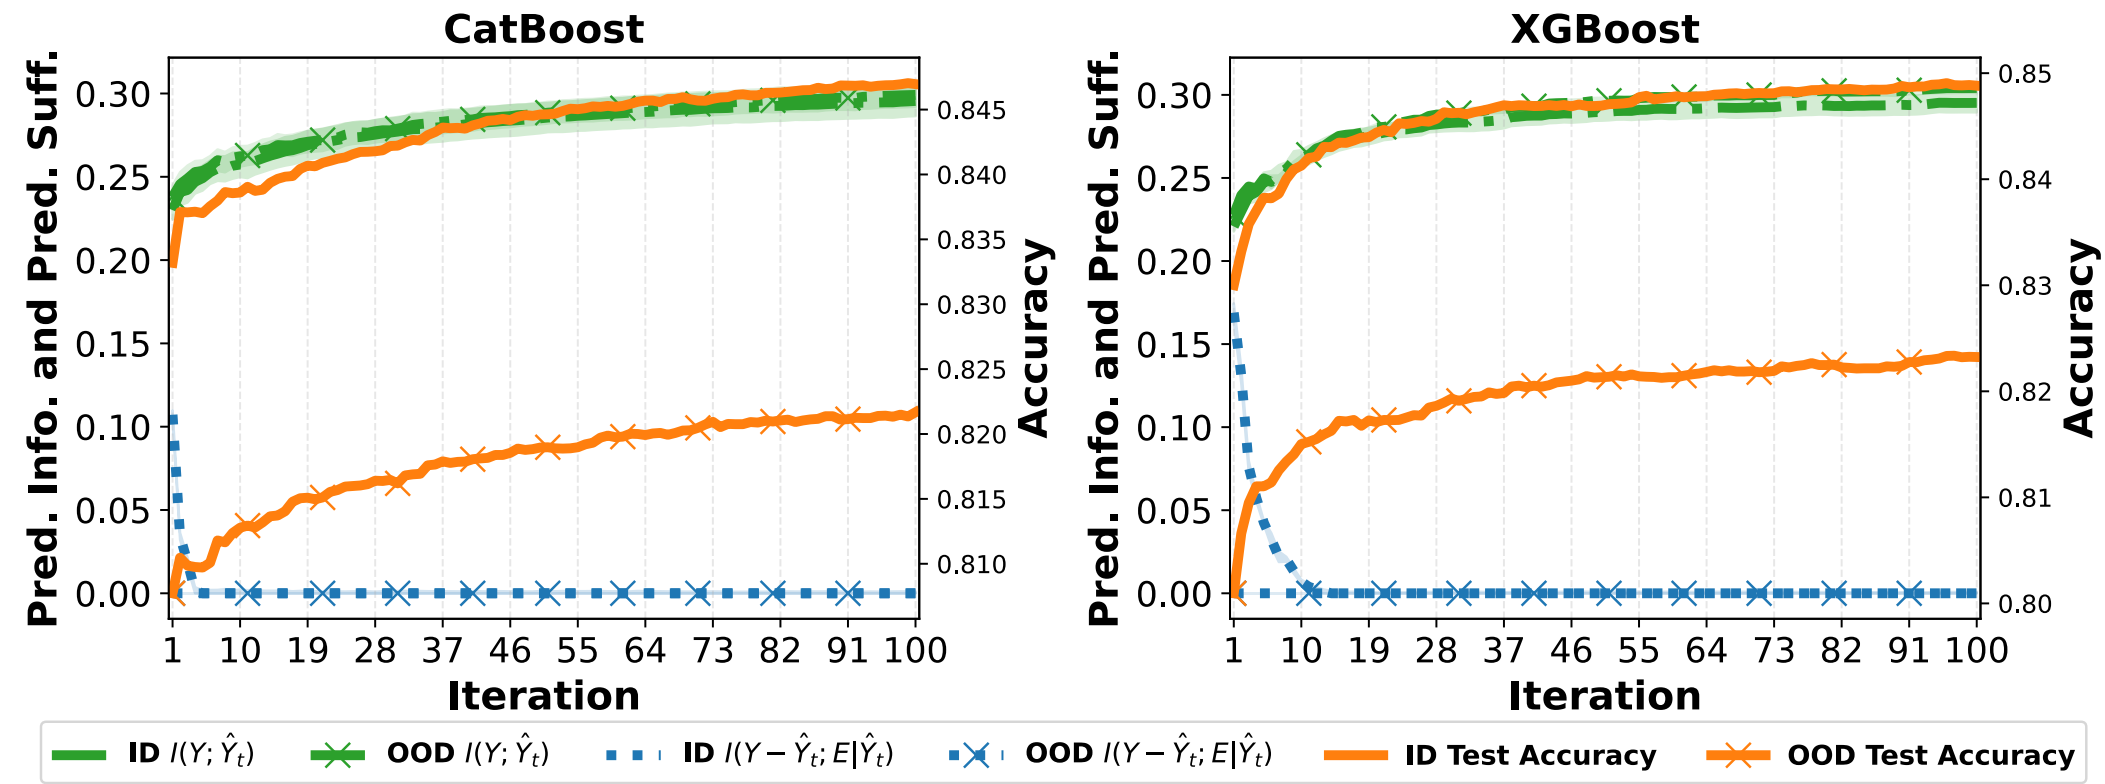 CatBoost
Pred. Info. and Pred. Suff.
0.30
0.25
0.20
0.15
0.10
0.05
0.00
0.845
0.840
0.835
0.830
0.825
0.820
0.815
0.810
Accuracy
1 10 19 28 37 46 55 64 73 82 91 100
Iteration
XGBoost
Pred. Info. and Pred. Suff.
0.30
0.25
0.20
0.15
0.10
0.05
0.00
0.85
0.84
0.83
0.82
0.81
0.80
Accuracy
1 10 19 28 37 46 55 64 73 82 91 100
Iteration
ID I(Y; Ŷt) OOD I(Y; Ŷt) ID I(Y − Ŷt; E|Ŷt) OOD I(Y − Ŷt; E|Ŷt) ID Test Accuracy OOD Test Accuracy